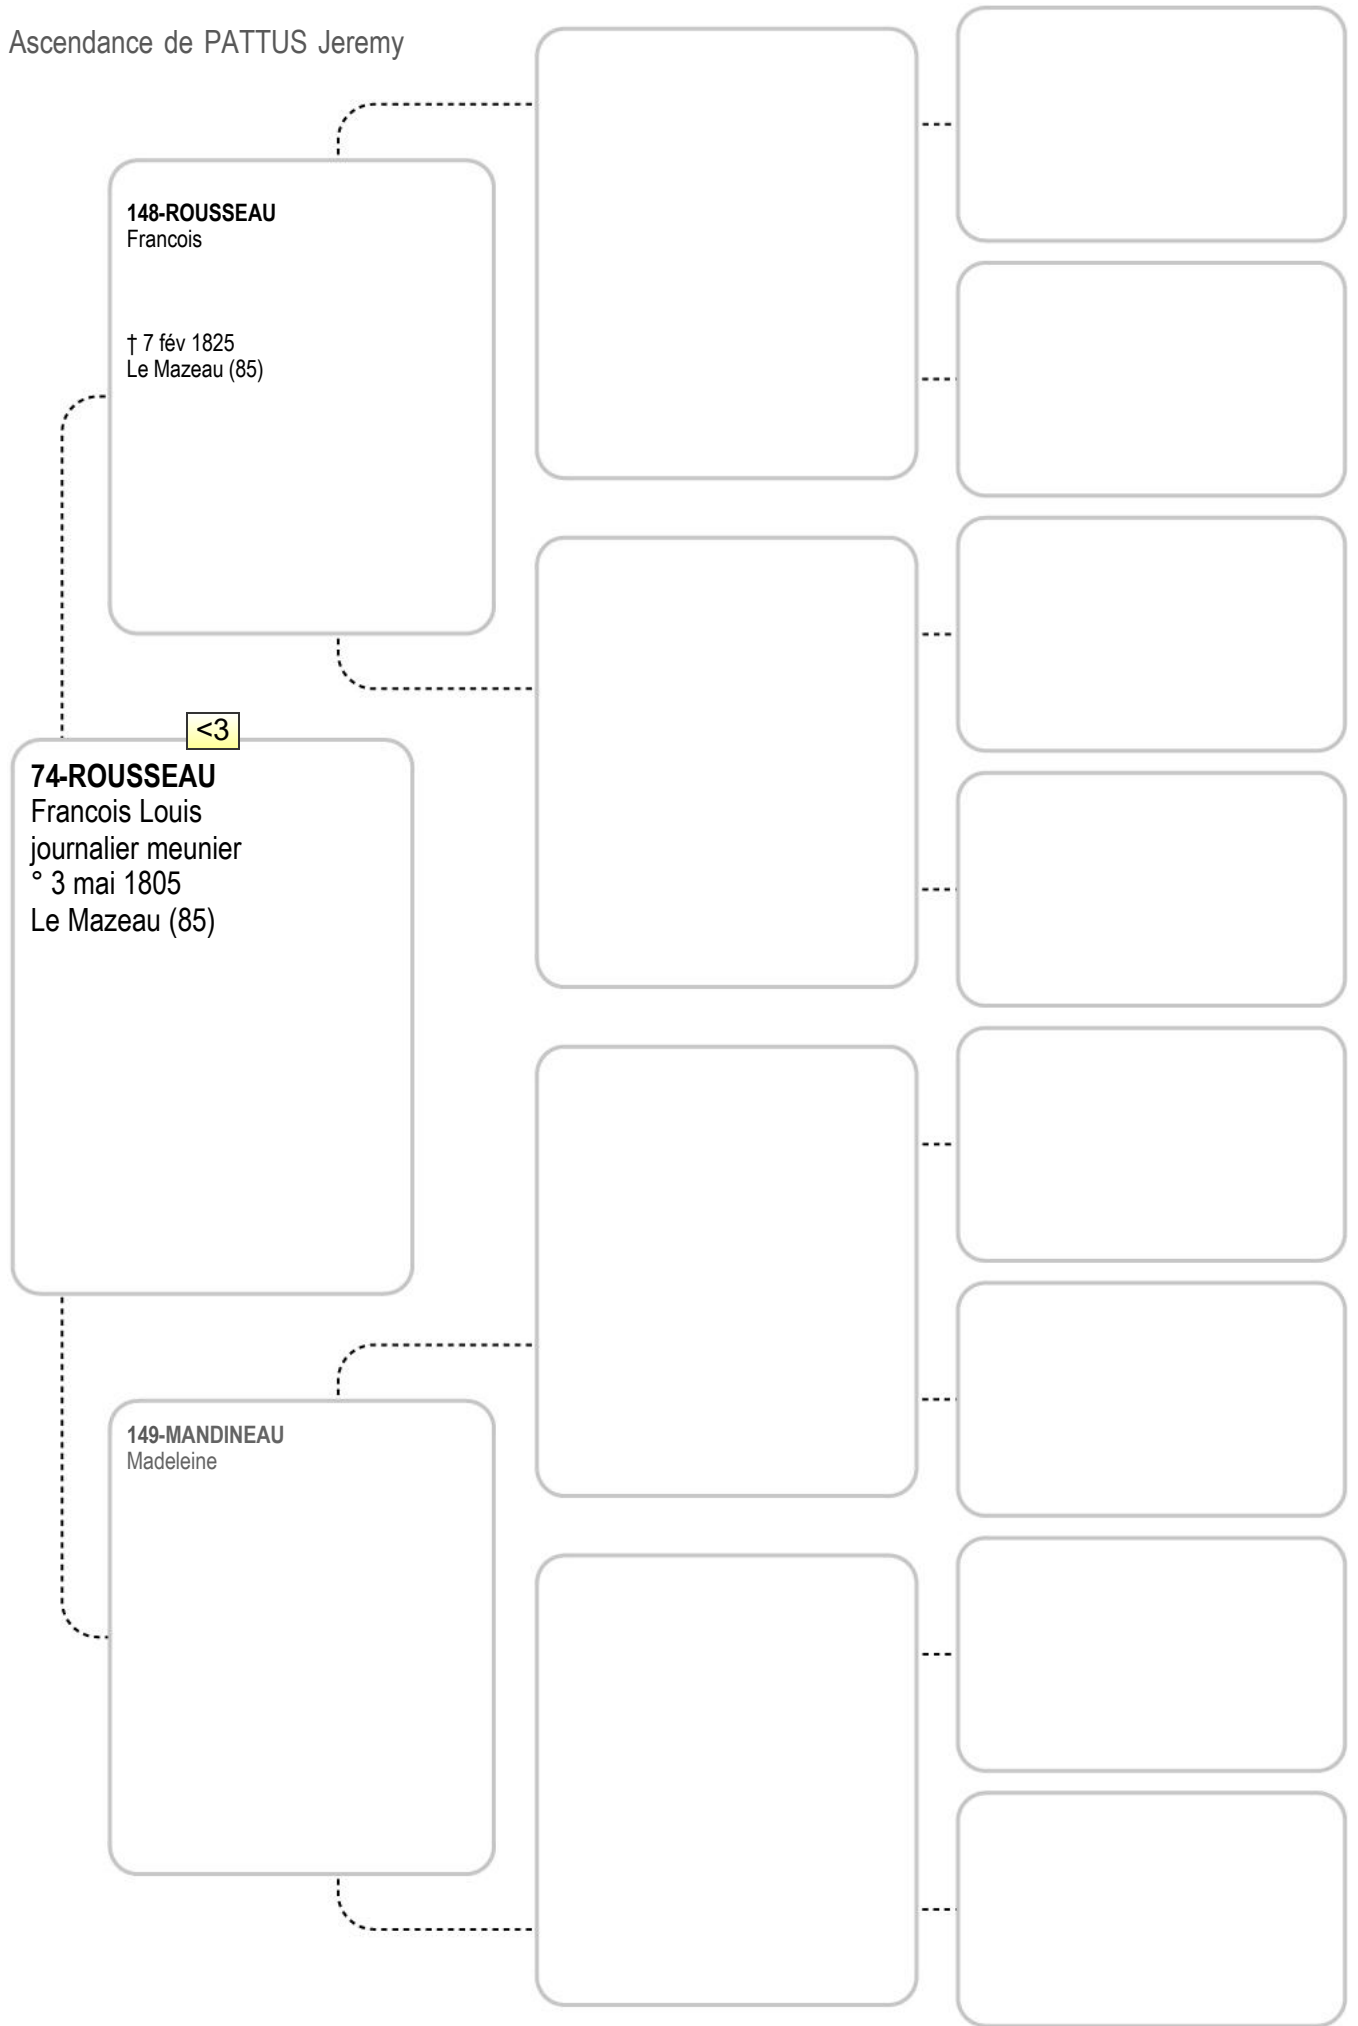 Ascendance de PATTUS Jeremy
148-ROUSSEAU
Francois
† 7 fév 1825
Le Mazeau (85)
<3
74-ROUSSEAU
Francois Louis
journalier meunier
° 3 mai 1805
Le Mazeau (85)
149-MANDINEAU
Madeleine